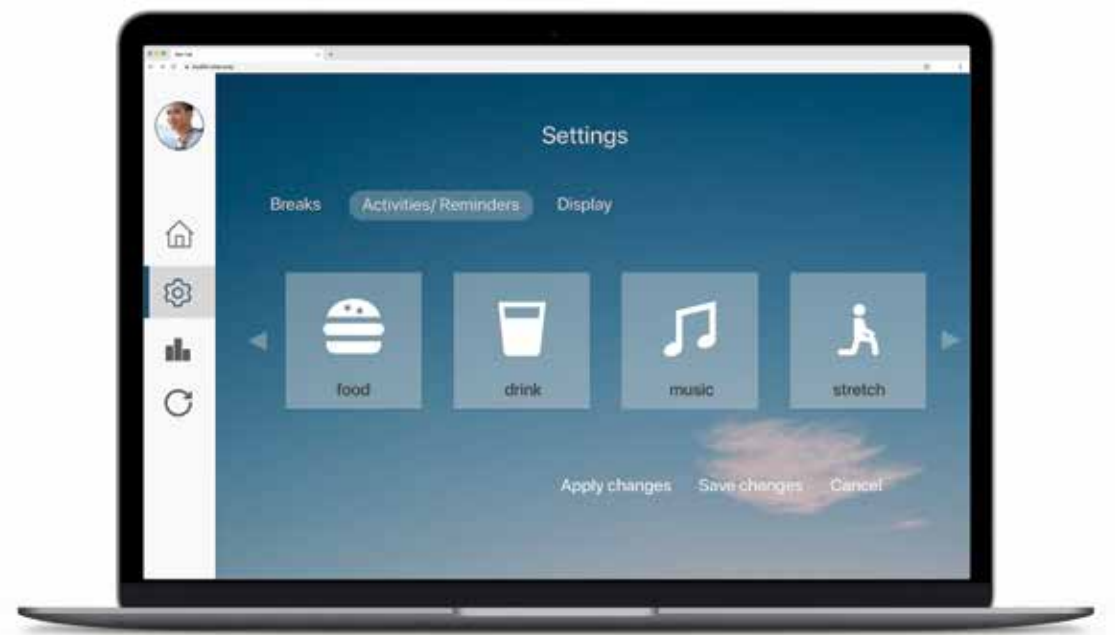 Settings
Breaks Activities/ Reminders Display
food drink music stretch
Apply changes Save changes Cancel